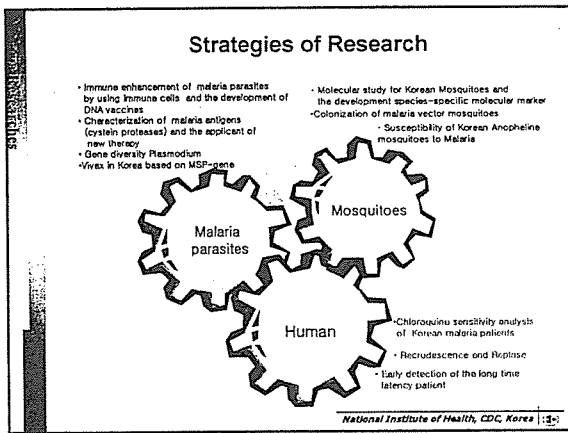 Strategies of Research
• Immune enhancement of malaria parasites
by using immune cells and the development of
DNA vaccines
• Characterization of malaria antigens
(cystein proteases) and the applicant of
new therapy
• Gene diversity Plasmodium
•Vivax in Korea based on MSP-gene
• Molecular study for Korean Mosquitoes and
the development species-specific molecular marker
•Colonization of malaria vector mosquitoes
• Susceptibility of Korean Anopheline
mosquitoes to Malaria
Malaria
parasites
Mosquitoes
Human
•Chloroquine sensitivity analysis
of Korean malaria patients
• Recrudescence and Relapse
•Early detection of the long time
latency patient
National Institute of Health, CDC, Korea